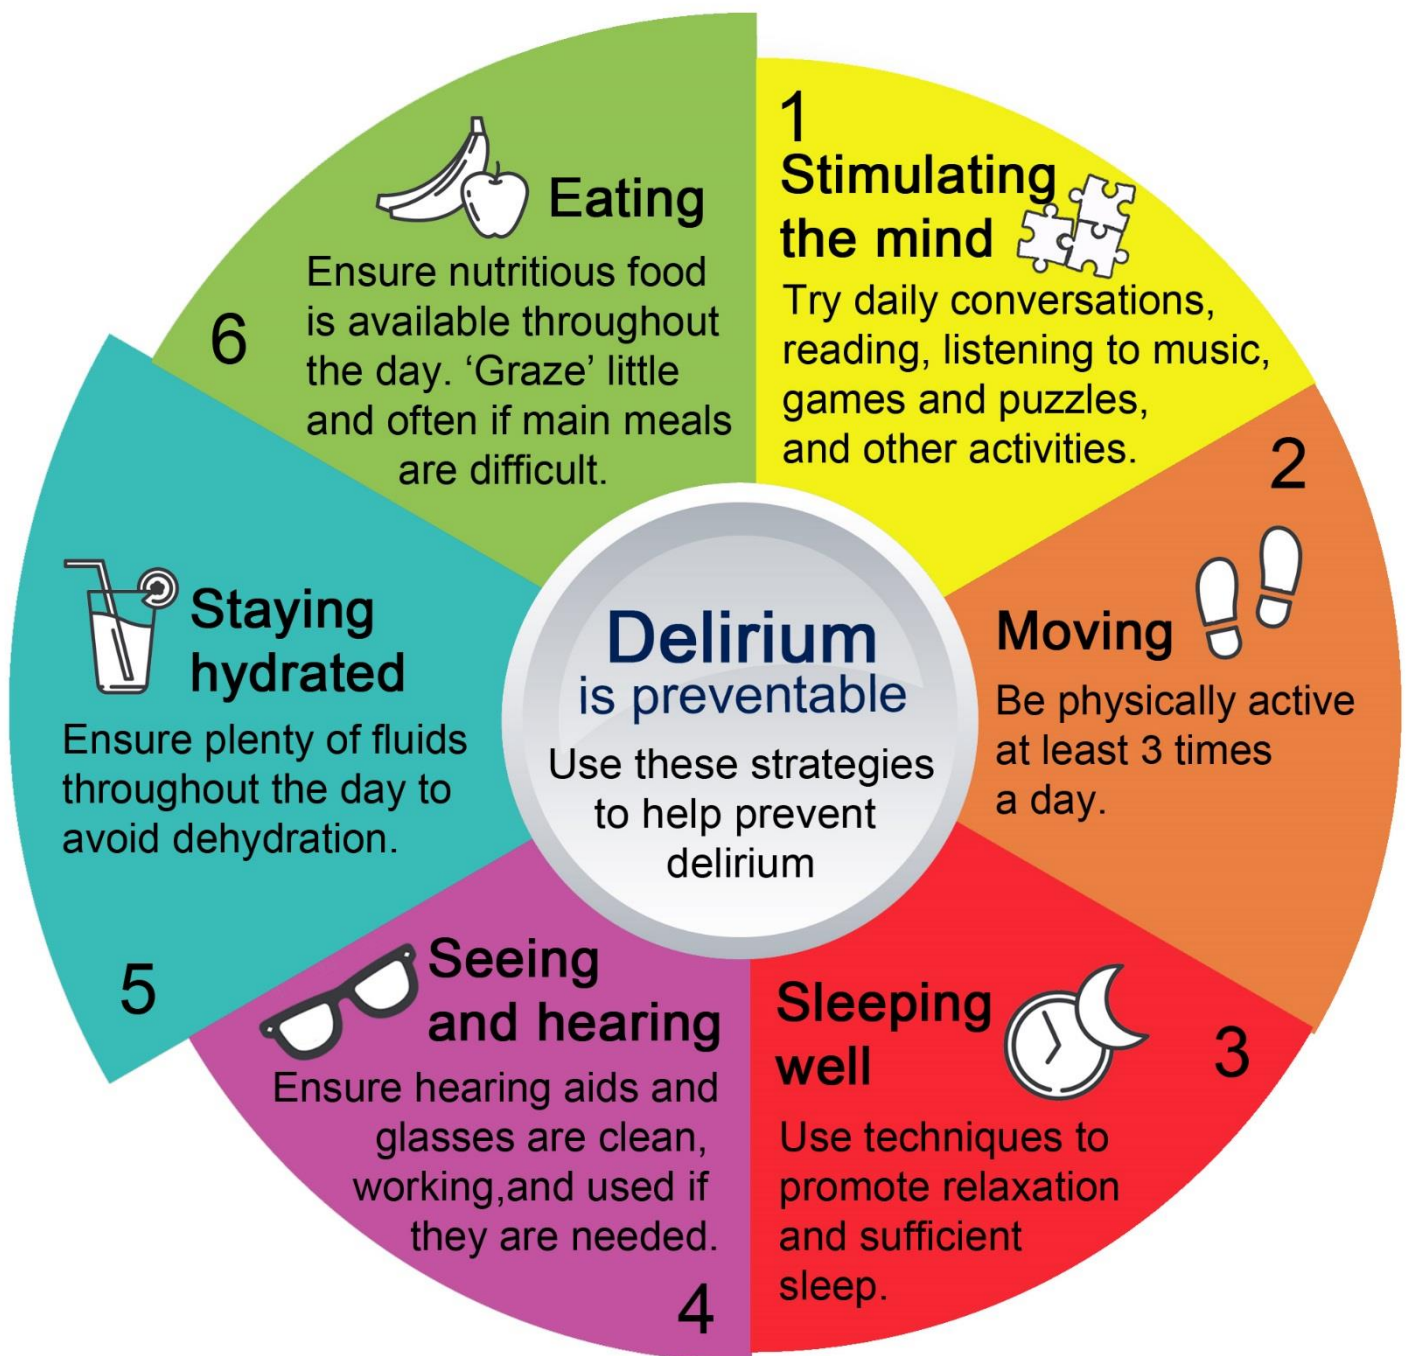 Delirium
is preventable
Use these strategies
to help prevent
delirium
1
Stimulating
the mind
Try daily conversations,
reading, listening to music,
games and puzzles,
and other activities.
2
Moving
Be physically active
at least 3 times
a day.
3
Sleeping
well
Use techniques to
promote relaxation
and sufficient
sleep.
4
Seeing
and hearing
Ensure hearing aids and
glasses are clean,
working,and used if
they are needed.
5
Staying
hydrated
Ensure plenty of fluids
throughout the day to
avoid dehydration.
6
Eating
Ensure nutritious food
is available throughout
the day. ‘Graze’ little
and often if main meals
are difficult.